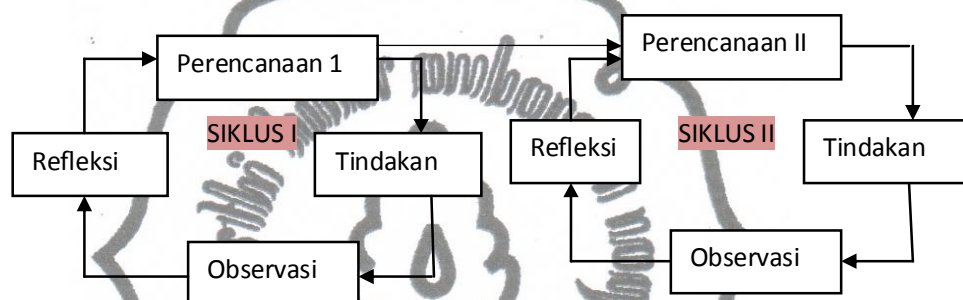 Perencanaan 1
SIKLUS I
Refleksi
Tindakan
Observasi
Perencanaan II
SIKLUS II
Refleksi
Tindakan
Observasi